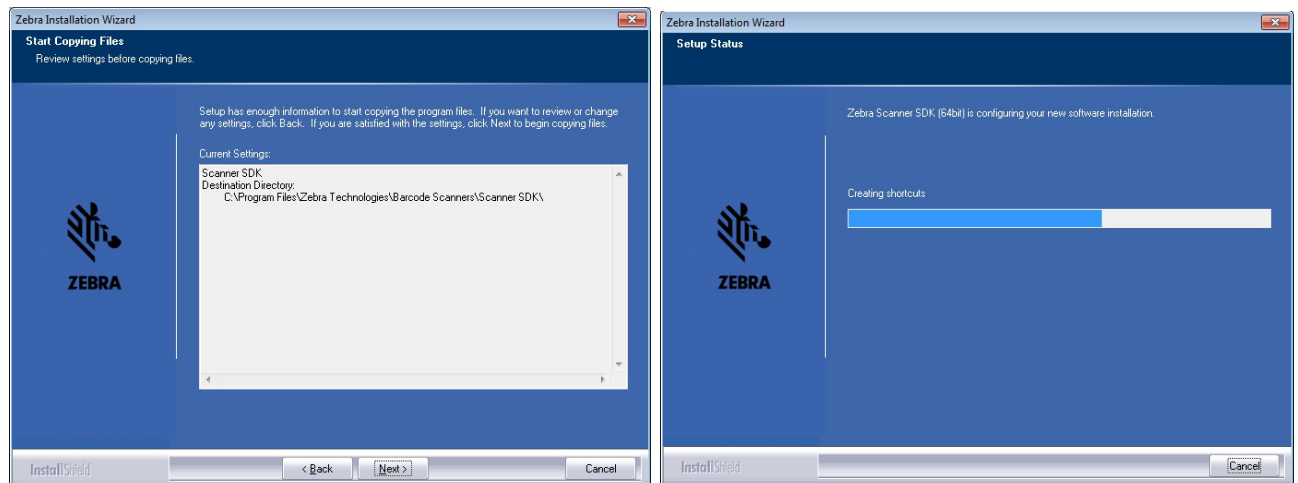 Zebra Installation Wizard
Start Copying Files
Review settings before copying files.
Setup has enough information to start copying the program files. If you want to review or change
any settings, click Back. If you are satisfied with the settings, click Next to begin copying files.
Current Settings:
Scanner SDK
Destination Directory:
C:\Program Files\Zebra Technologies\Barcode Scanners\Scanner SDK\
ZEBRA
InstallShield
< Back
Next >
Cancel
Zebra Installation Wizard
Setup Status
Zebra Scanner SDK (64bit) is configuring your new software installation.
Creating shortcuts
ZEBRA
InstallShield
Cancel